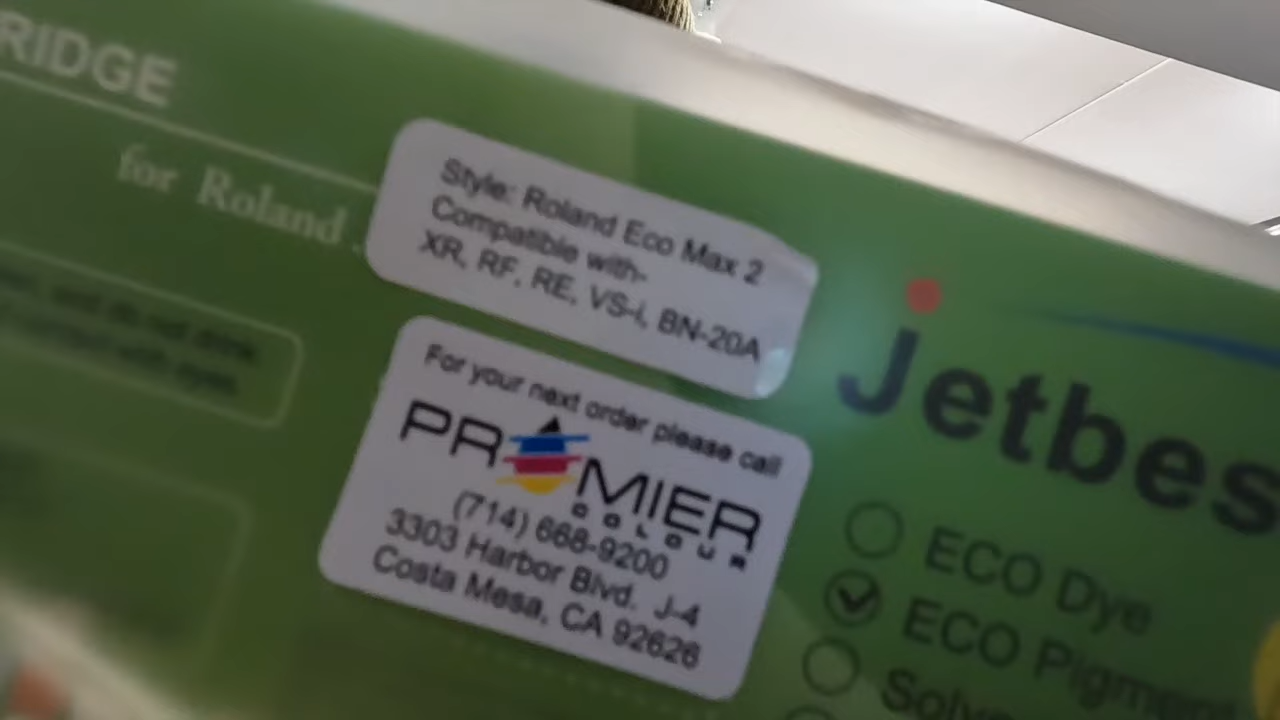 RIDGE
for Roland
Style: Roland Eco Max 2
Compatible with-
XR, RF, RE, VS-i, BN-20A
For your next order please call
PREMIER
COLOUR
(714) 668-9200
3303 Harbor Blvd. J-4
Costa Mesa, CA 92626
Jetbes
ECO Dye
ECO Pigment
Solve